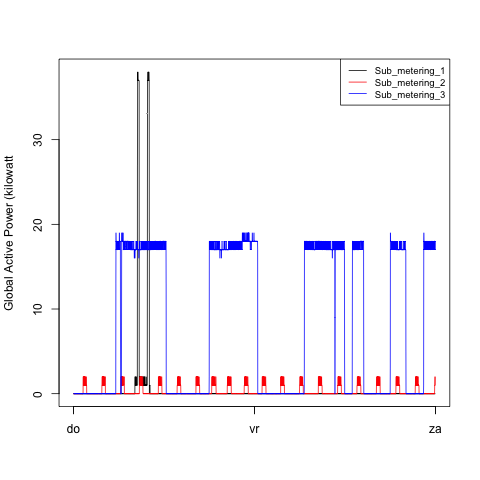 Sub_metering_1
Sub_metering_2
Sub_metering_3
Global Active Power (kilowatt
30
20
10
0
do vr za